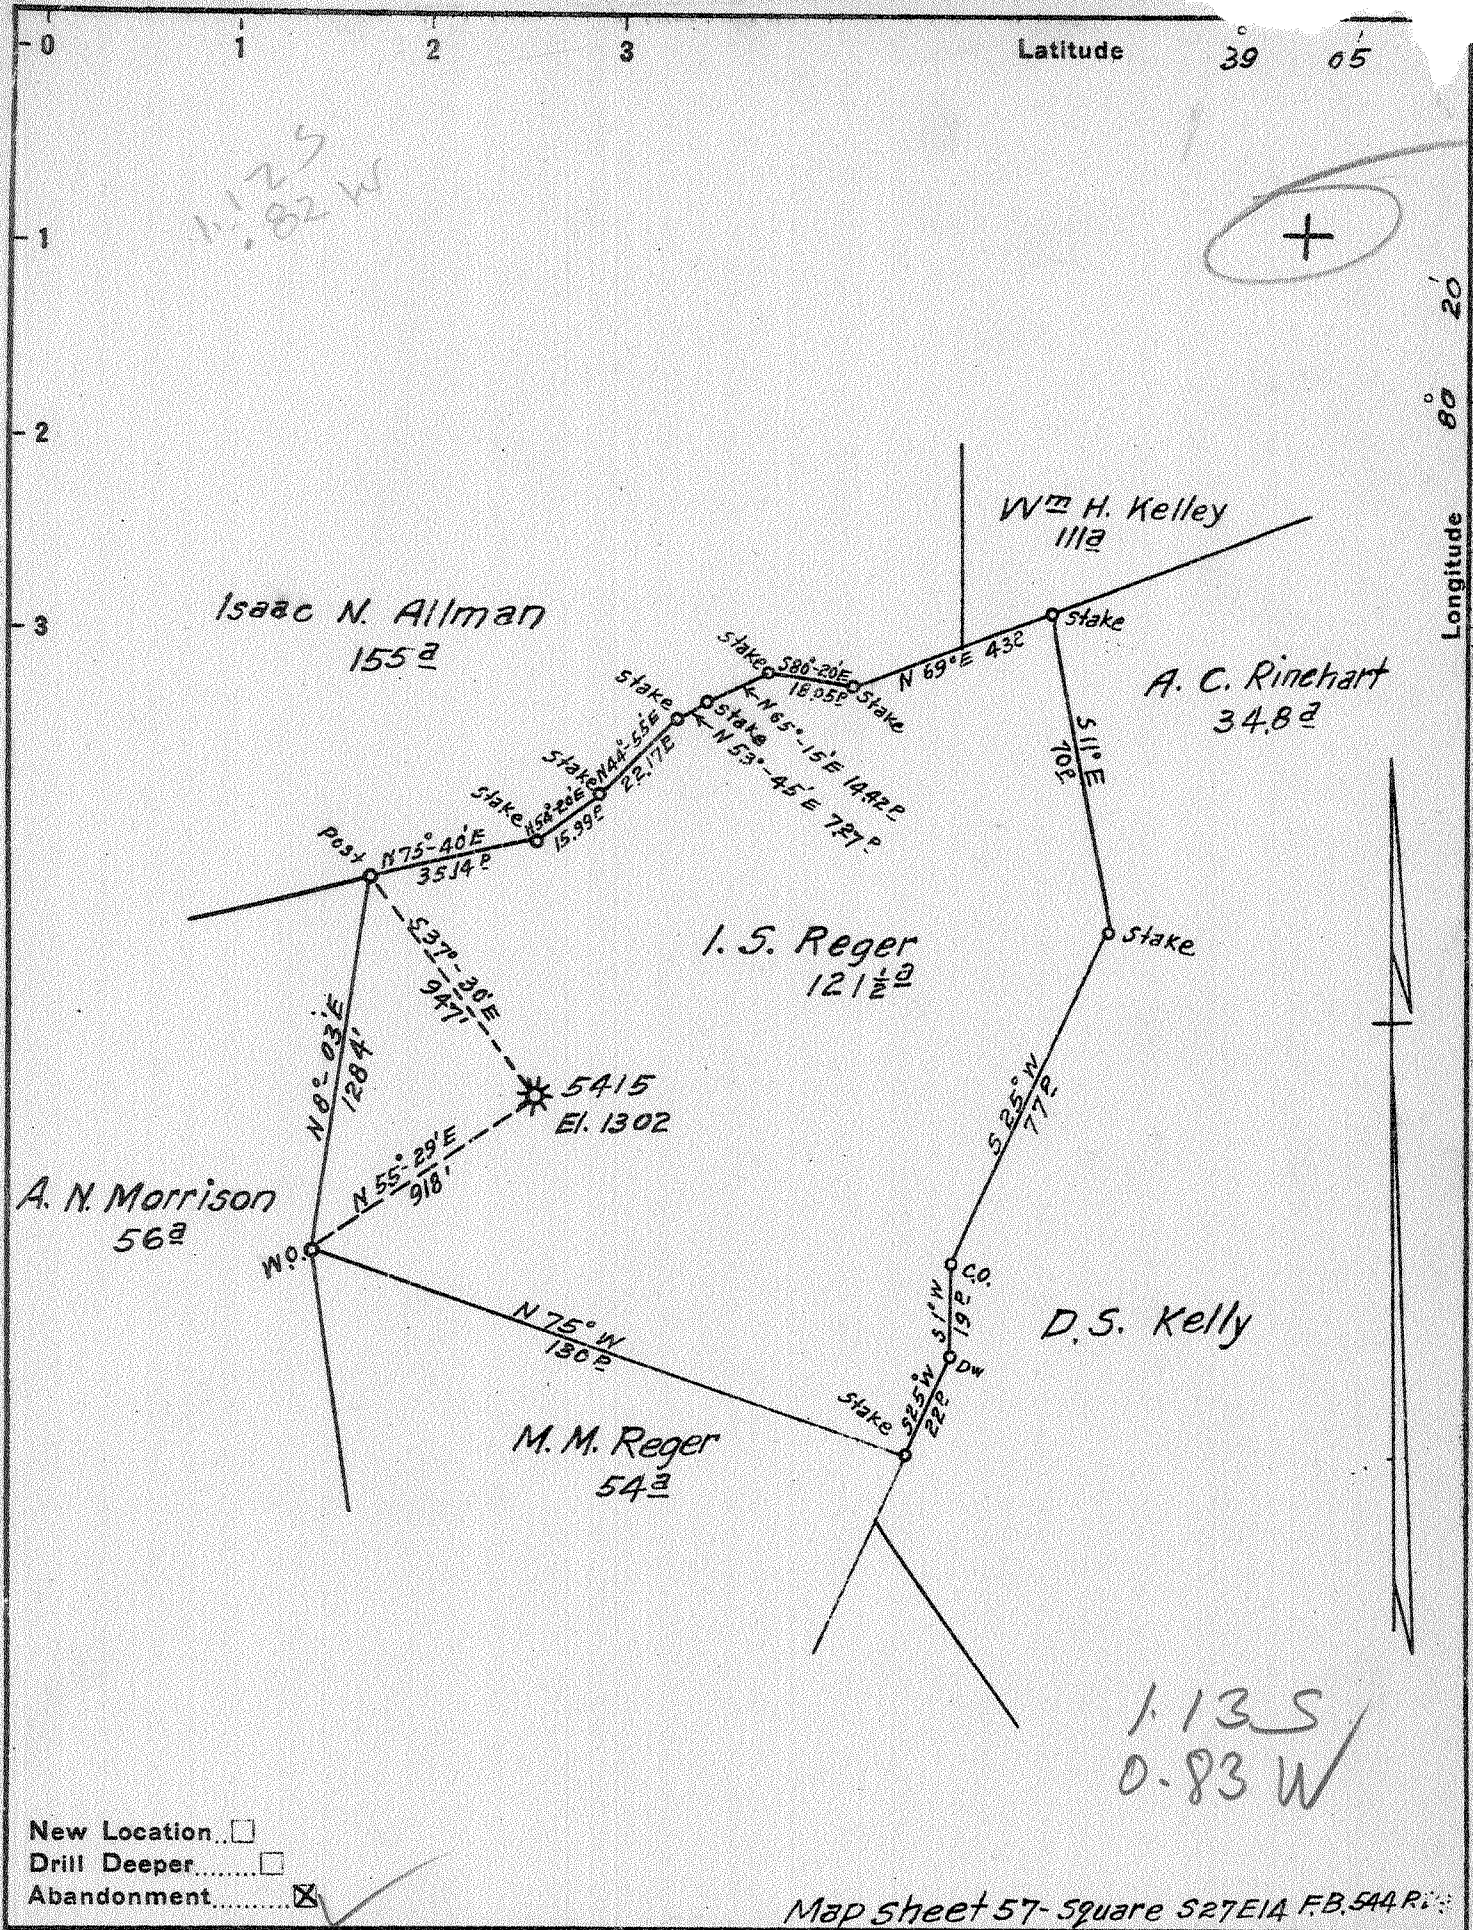 0 1 2 3 Latitude 39° 05'
1.12 S
.82 W
1
20'
2
80°
Longitude
3
Wm H. Kelley
111a
Isaac N. Allman
155a
Stake
A. C. Rinehart
34.8a
Stake
S80°-20'E
18.05P
Stake
N 69°E 43P
Stake
Stake
N65°-15'E 14.42P
N53°-45'E 7.27P
S 11° E
70P
Stake
N44°-55'E
22.17P
Stake
N54°-20'E
15.99P
Post
N75°-40'E
35.14P
Stake
S37°-30'E
947'
I. S. Reger
121½a
N 8°-03'E
1284'
5415
El. 1302
S 25° W
77P
N 55°-29'E
918'
A. N. Morrison
56a
W.O.
C.O.
S 1° W
19P
D.S. Kelly
N 75° W
130P
DW
Stake
S25°W
22P
M. M. Reger
54a
1.13 S
0.83 W
New Location..☐
Drill Deeper........☐
Abandonment..........☒
Map Sheet 57- Square S27E14 F.B. 544 P.